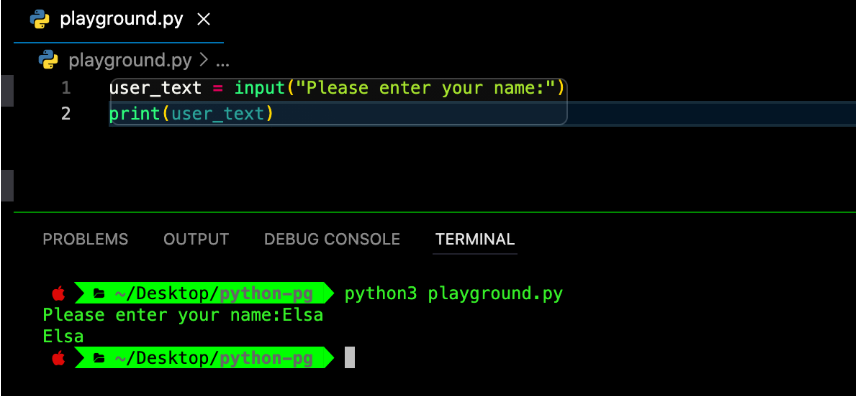 playground.py ×
playground.py > ...
1 user_text = input("Please enter your name:")
2 print(user_text)
PROBLEMS OUTPUT DEBUG CONSOLE TERMINAL
~/Desktop/python-pg python3 playground.py
Please enter your name:Elsa
Elsa
~/Desktop/python-pg